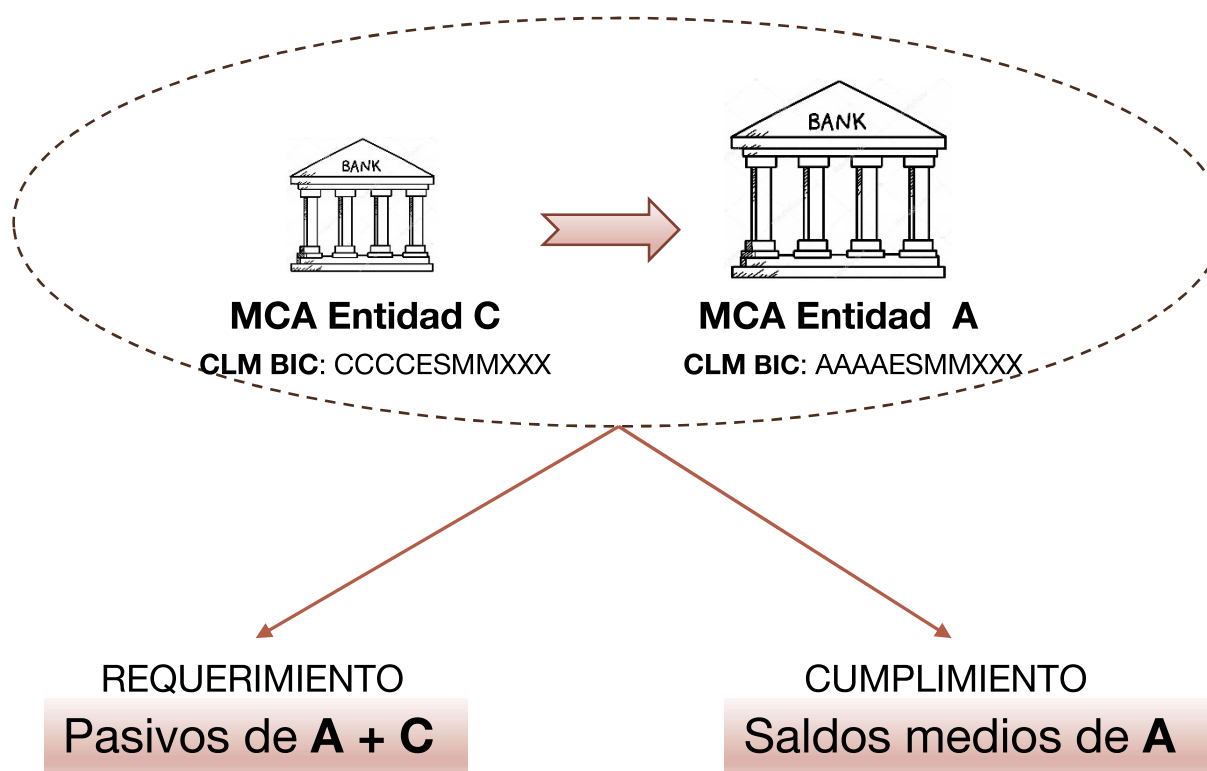 BANK
BANK
MCA Entidad C
MCA Entidad A
CLM BIC: CCCCESMMXXX
CLM BIC: AAAAESMMXXX
REQUERIMIENTO
CUMPLIMIENTO
Pasivos de A + C
Saldos medios de A